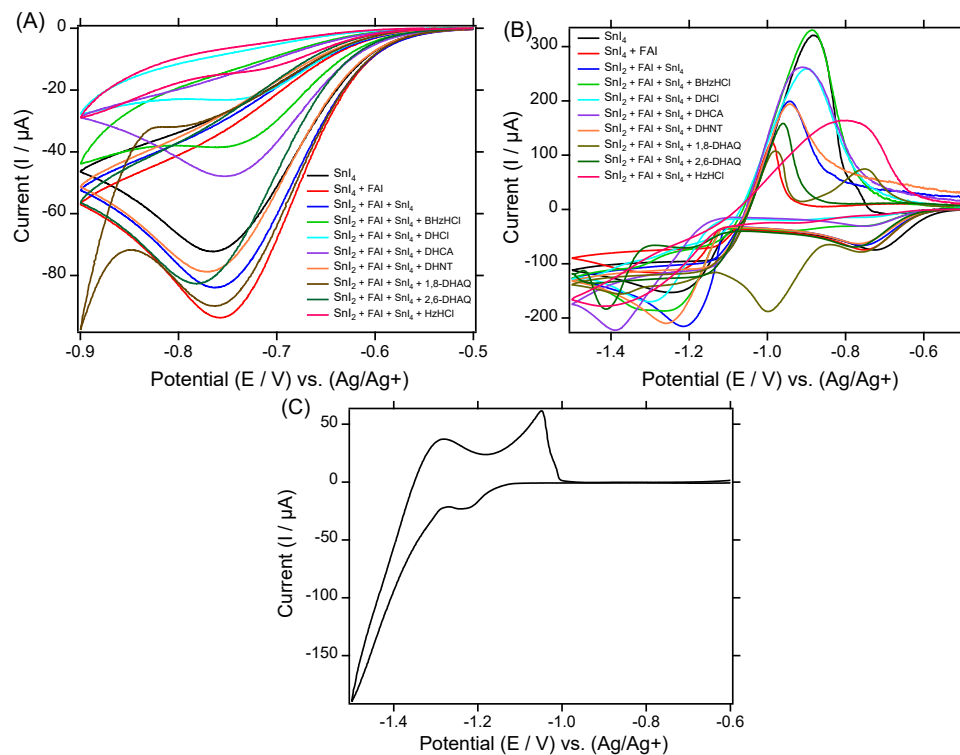 (A)
0
-20
-40
-60
-80
Current (I / µA)
SnI₄
SnI₄ + FAI
SnI₂ + FAI + SnI₄
SnI₂ + FAI + SnI₄ + BHzHCl
SnI₂ + FAI + SnI₄ + DHCl
SnI₂ + FAI + SnI₄ + DHCA
SnI₂ + FAI + SnI₄ + DHNT
SnI₂ + FAI + SnI₄ + 1,8-DHAQ
SnI₂ + FAI + SnI₄ + 2,6-DHAQ
SnI₂ + FAI + SnI₄ + HzHCl
-0.9 -0.8 -0.7 -0.6 -0.5
Potential (E / V) vs. (Ag/Ag+)
(B)
300
200
100
0
-100
-200
Current (I / µA)
SnI₄
SnI₄ + FAI
SnI₂ + FAI + SnI₄
SnI₂ + FAI + SnI₄ + BHzHCl
SnI₂ + FAI + SnI₄ + DHCl
SnI₂ + FAI + SnI₄ + DHCA
SnI₂ + FAI + SnI₄ + DHNT
SnI₂ + FAI + SnI₄ + 1,8-DHAQ
SnI₂ + FAI + SnI₄ + 2,6-DHAQ
SnI₂ + FAI + SnI₄ + HzHCl
-1.4 -1.2 -1.0 -0.8 -0.6
Potential (E / V) vs. (Ag/Ag+)
(C)
50
0
-50
-100
-150
Current (I / µA)
-1.4 -1.2 -1.0 -0.8 -0.6
Potential (E / V) vs. (Ag/Ag+)